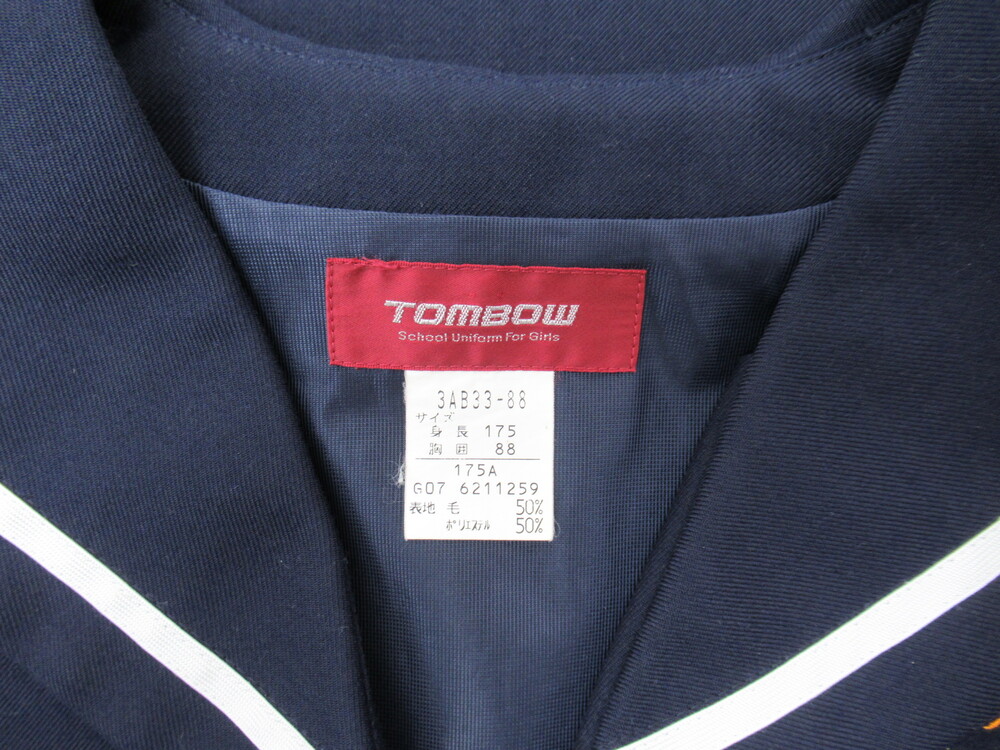 TOMBOW
School Uniform For Girls
3AB33-88
サイズ
身 長 175
胸 囲 88
175A
G07 6211259
表地 毛 50%
ポリエステル 50%